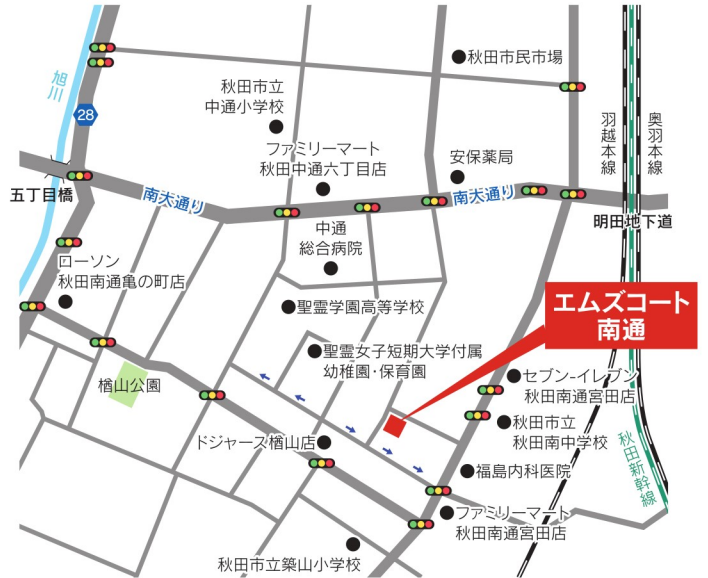 秋田市民市場
旭川
秋田市立
中通小学校
28
ファミリーマート
秋田中通六丁目店
安保薬局
羽越本線
奥羽本線
五丁目橋
南大通り
南大通り
明田地下道
中通
総合病院
ローソン
秋田南通亀の町店
聖霊学園高等学校
エムズコート
南通
聖霊女子短期大学付属
幼稚園・保育園
楢山公園
セブン-イレブン
秋田南通宮田店
秋田市立
秋田南中学校
ドジャース楢山店
福島内科医院
秋田新幹線
ファミリーマート
秋田南通宮田店
秋田市立築山小学校